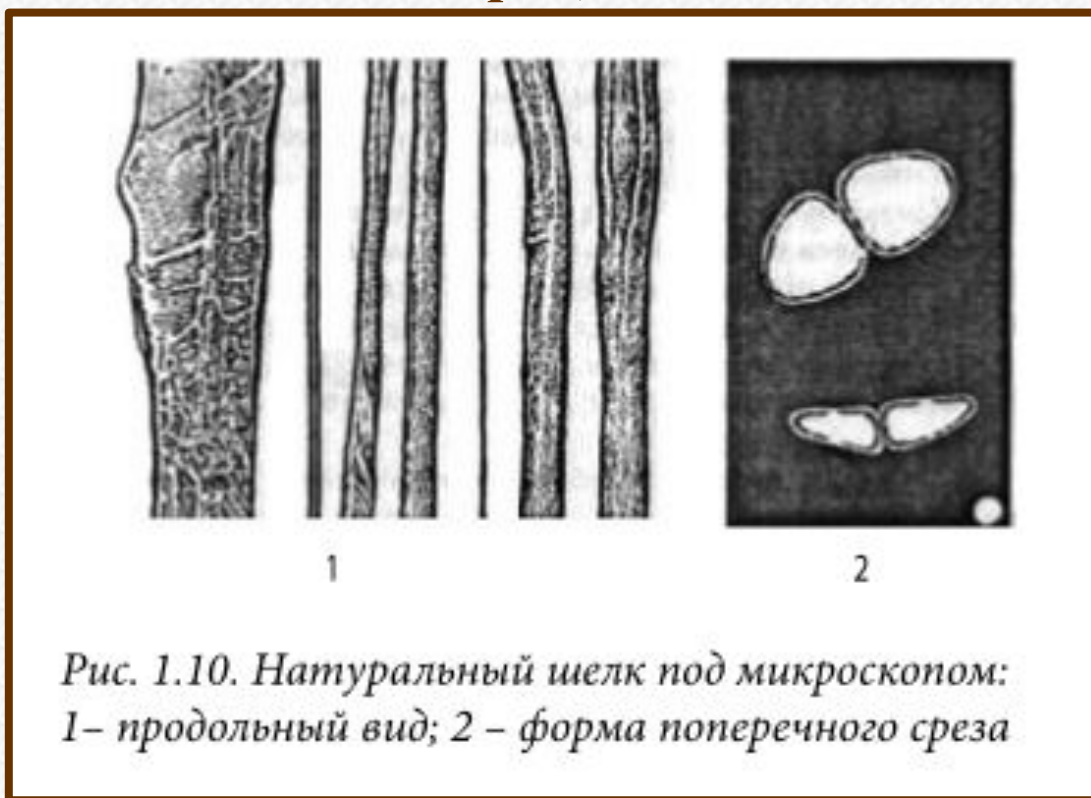 1
2
Рис. 1.10. Натуральный шелк под микроскопом:
1– продольный вид; 2 – форма поперечного среза